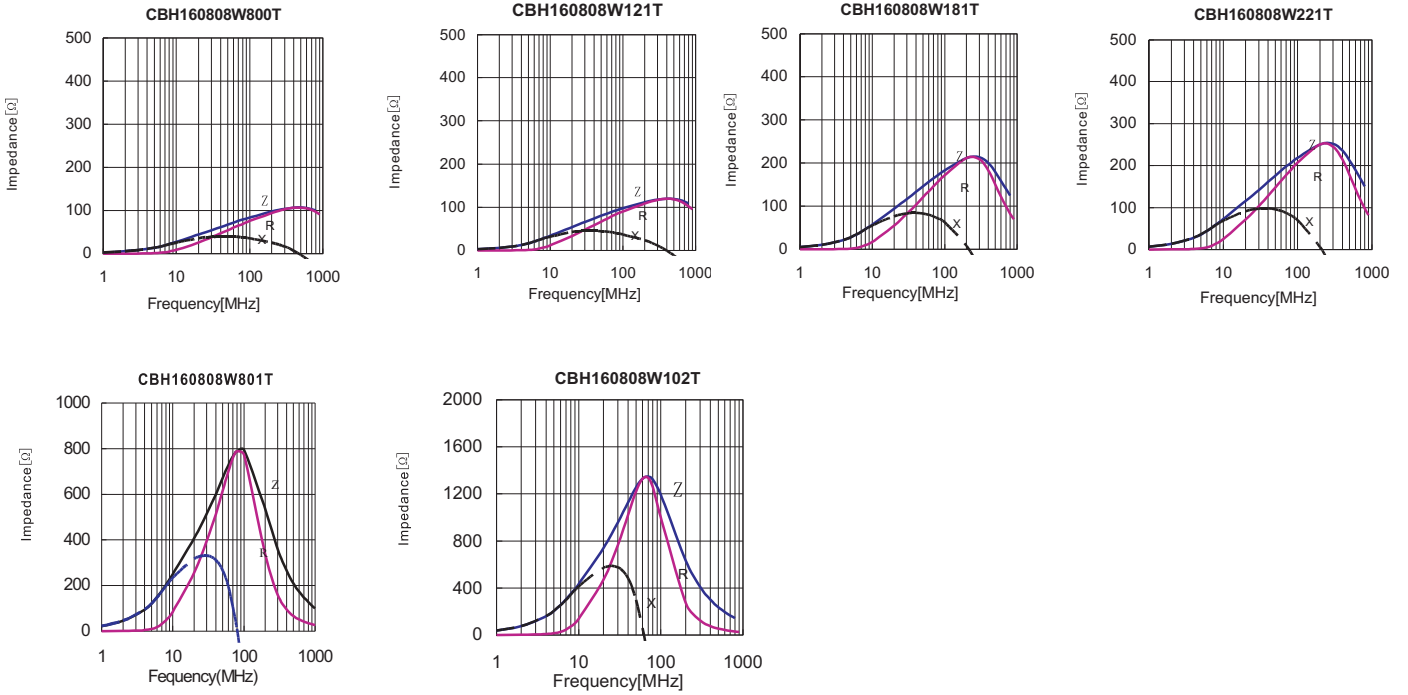 CBH160808W800T
500
400
300
200
100
0
Impedance[Ω]
Z
R
X
1 10 100 1000
Frequency[MHz]
CBH160808W121T
500
400
300
200
100
0
Impedance[Ω]
Z
R
X
1 10 100 1000
Frequency[MHz]
CBH160808W181T
500
400
300
200
100
0
Impedance[Ω]
Z
R
X
1 10 100 1000
Frequency[MHz]
CBH160808W221T
500
400
300
200
100
0
Impedance[Ω]
Z
R
X
1 10 100 1000
Frequency[MHz]
CBH160808W801T
1000
800
600
400
200
0
Impedance[Ω]
Z
R
1 10 100 1000
Fequency(MHz)
CBH160808W102T
2000
1600
1200
800
400
0
Impedance[Ω]
Z
R
X
1 10 100 1000
Frequency[MHz]